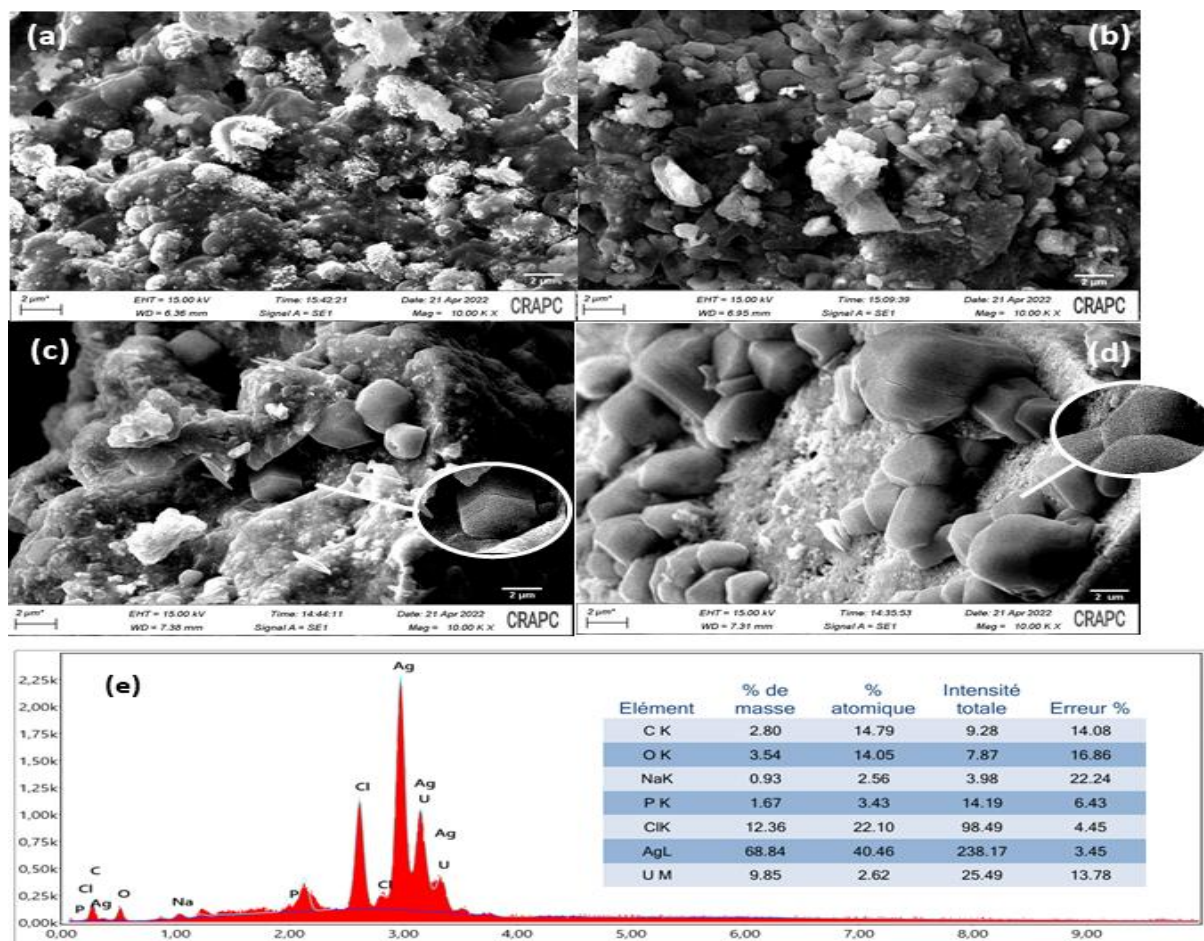 (a)
2 µm
2 µm* EHT = 15.00 kV Time: 15:42:21 Date: 21 Apr 2022 CRAPC
WD = 6.36 mm Signal A = SE1 Mag = 10.00 K X
(b)
2 µm
2 µm* EHT = 15.00 kV Time: 15:09:39 Date: 21 Apr 2022 CRAPC
WD = 6.95 mm Signal A = SE1 Mag = 10.00 K X
(c)
2 µm
2 µm* EHT = 15.00 kV Time: 14:44:11 Date: 21 Apr 2022 CRAPC
WD = 7.38 mm Signal A = SE1 Mag = 10.00 K X
(d)
2 um
2 µm* EHT = 15.00 kV Time: 14:35:53 Date: 21 Apr 2022 CRAPC
WD = 7.31 mm Signal A = SE1 Mag = 10.00 K X
(e)
2,25k
2,00k
1,75k
1,50k
1,25k
1,00k
0,75k
0,50k
0,25k
0,00k
0,00 1,00 2,00 3,00 4,00 5,00 6,00 7,00 8,00 9,00
C
Cl
P
Ag
O
Na
P
Cl
Cl
Ag
Ag
U
Ag
U
Elément % de masse % atomique Intensité totale Erreur %
C K 2.80 14.79 9.28 14.08
O K 3.54 14.05 7.87 16.86
NaK 0.93 2.56 3.98 22.24
P K 1.67 3.43 14.19 6.43
ClK 12.36 22.10 98.49 4.45
AgL 68.84 40.46 238.17 3.45
U M 9.85 2.62 25.49 13.78